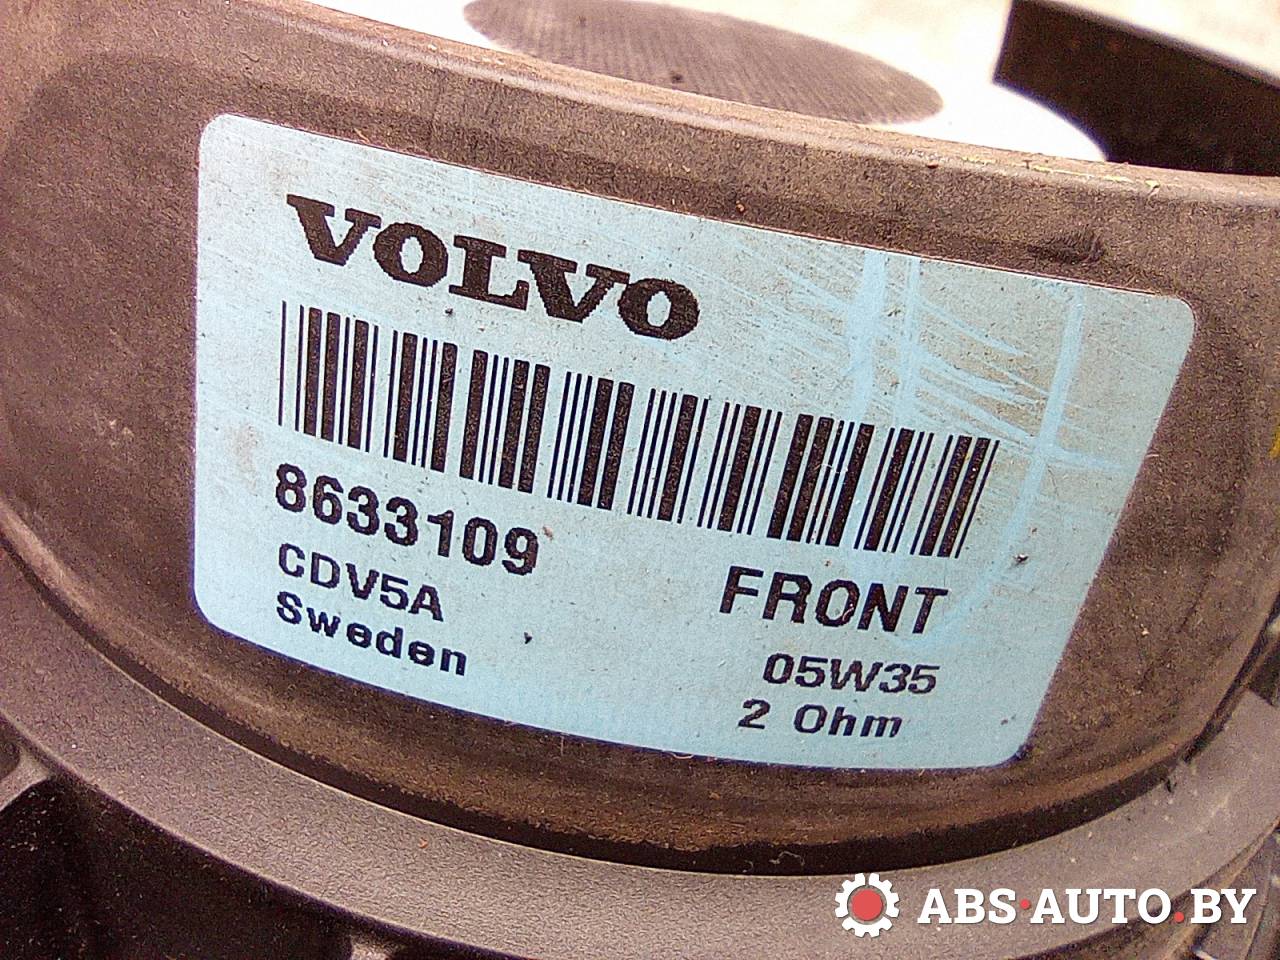 VOLVO
8633109
CDV5A
Sweden
FRONT
05W35
2 Ohm
ABS·AUTO.BY